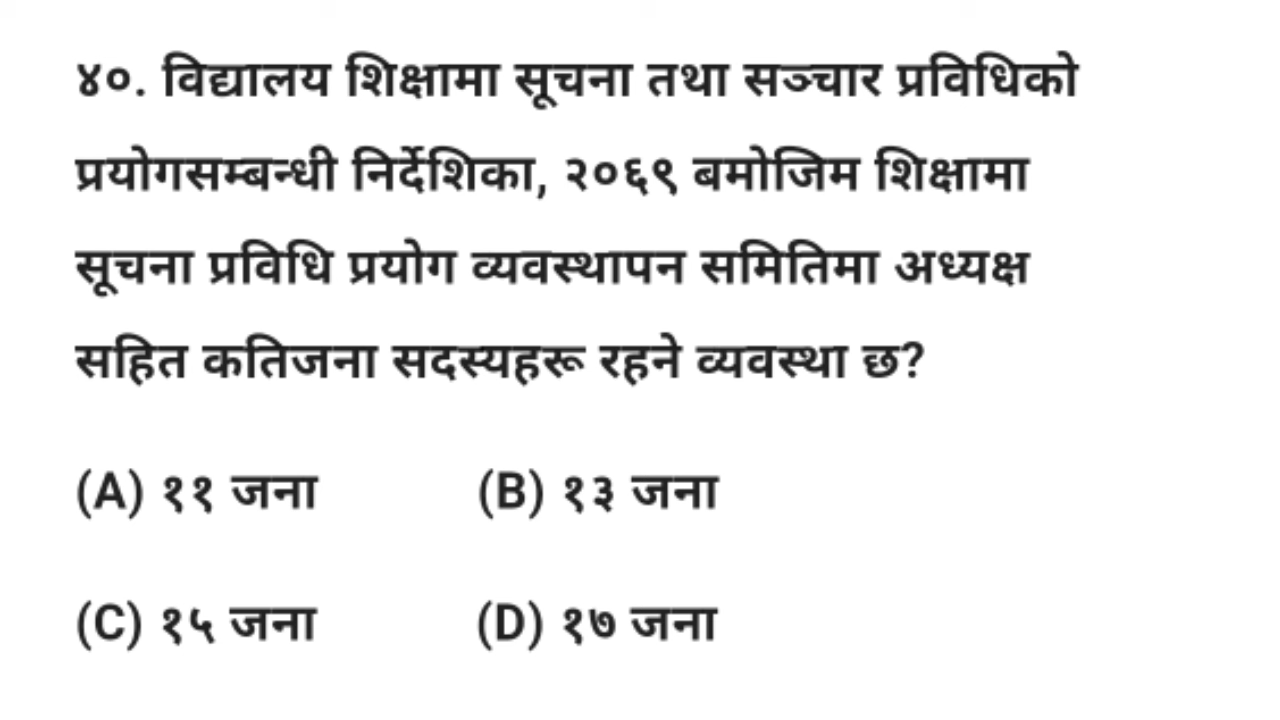 ४०. विद्यालय शिक्षामा सूचना तथा सञ्चार प्रविधिको
प्रयोगसम्बन्धी निर्देशिका, २०६९ बमोजिम शिक्षामा
सूचना प्रविधि प्रयोग व्यवस्थापन समितिमा अध्यक्ष
सहित कतिजना सदस्यहरू रहने व्यवस्था छ?
(A) ११ जना (B) १३ जना
(C) १५ जना (D) १७ जना